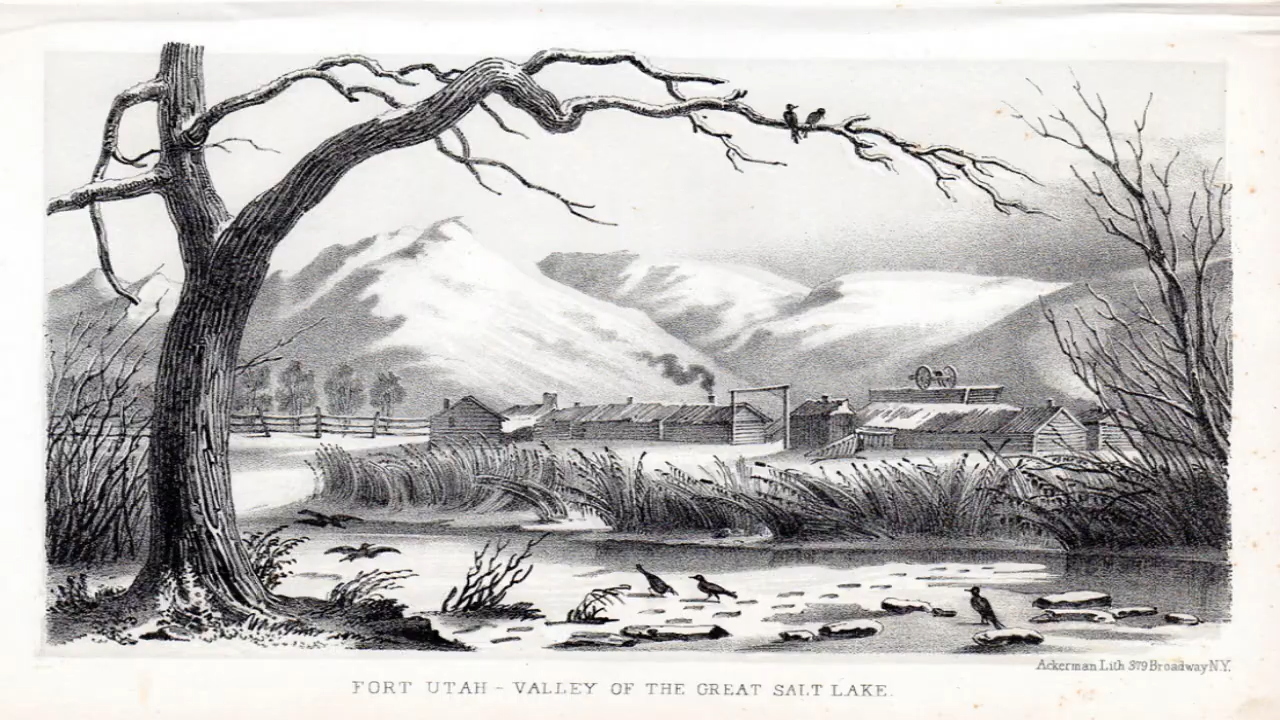 Ackerman Lith 379 Broadway N.Y.
FORT UTAH - VALLEY OF THE GREAT SALT LAKE.